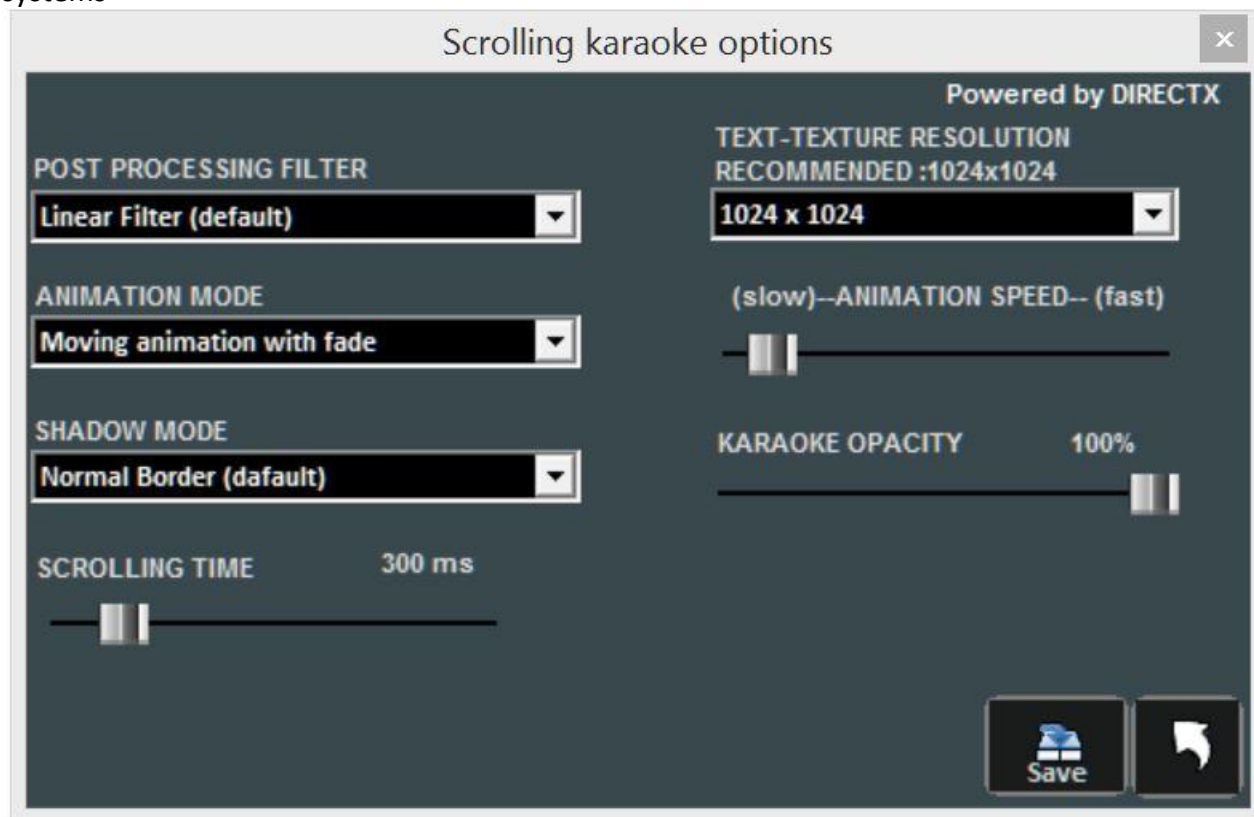 systems
Scrolling karaoke options
Powered by DIRECTX
POST PROCESSING FILTER
Linear Filter (default)
TEXT-TEXTURE RESOLUTION
RECOMMENDED :1024x1024
1024 x 1024
ANIMATION MODE
Moving animation with fade
(slow)--ANIMATION SPEED-- (fast)
SHADOW MODE
Normal Border (dafault)
KARAOKE OPACITY 100%
SCROLLING TIME 300 ms
Save